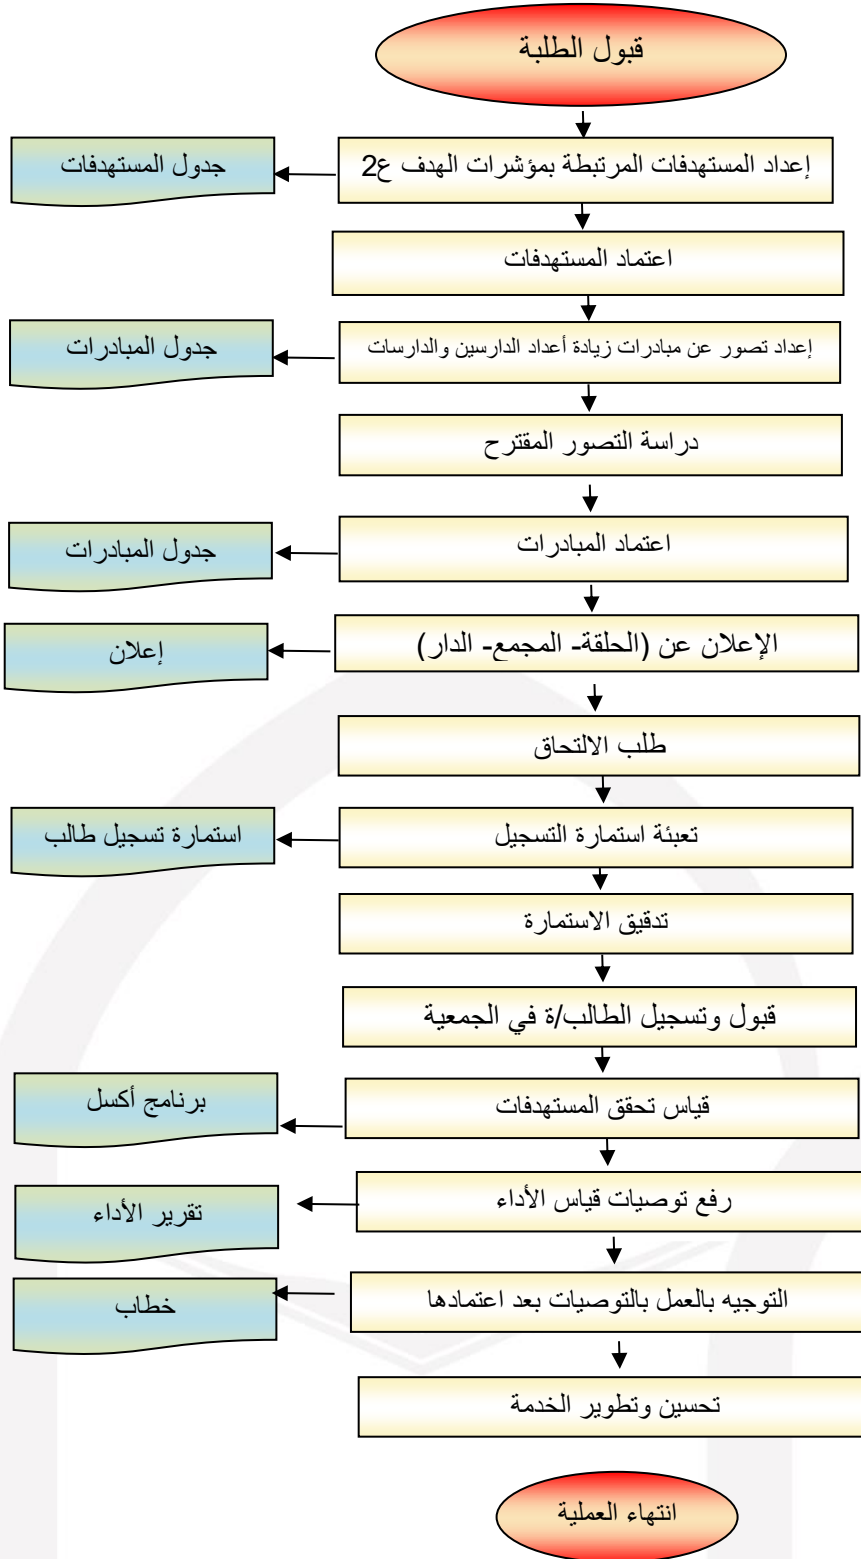 قبول الطلبة
إعداد المستهدفات المرتبطة بمؤشرات الهدف ع2
جدول المستهدفات
اعتماد المستهدفات
إعداد تصور عن مبادرات زيادة أعداد الدارسين والدارسات
جدول المبادرات
دراسة التصور المقترح
اعتماد المبادرات
جدول المبادرات
الإعلان عن (الحلقة- المجمع- الدار)
إعلان
طلب الالتحاق
تعبئة استمارة التسجيل
استمارة تسجيل طالب
تدقيق الاستمارة
قبول وتسجيل الطالب/ة في الجمعية
قياس تحقق المستهدفات
برنامج أكسل
رفع توصيات قياس الأداء
تقرير الأداء
التوجيه بالعمل بالتوصيات بعد اعتمادها
خطاب
تحسين وتطوير الخدمة
انتهاء العملية